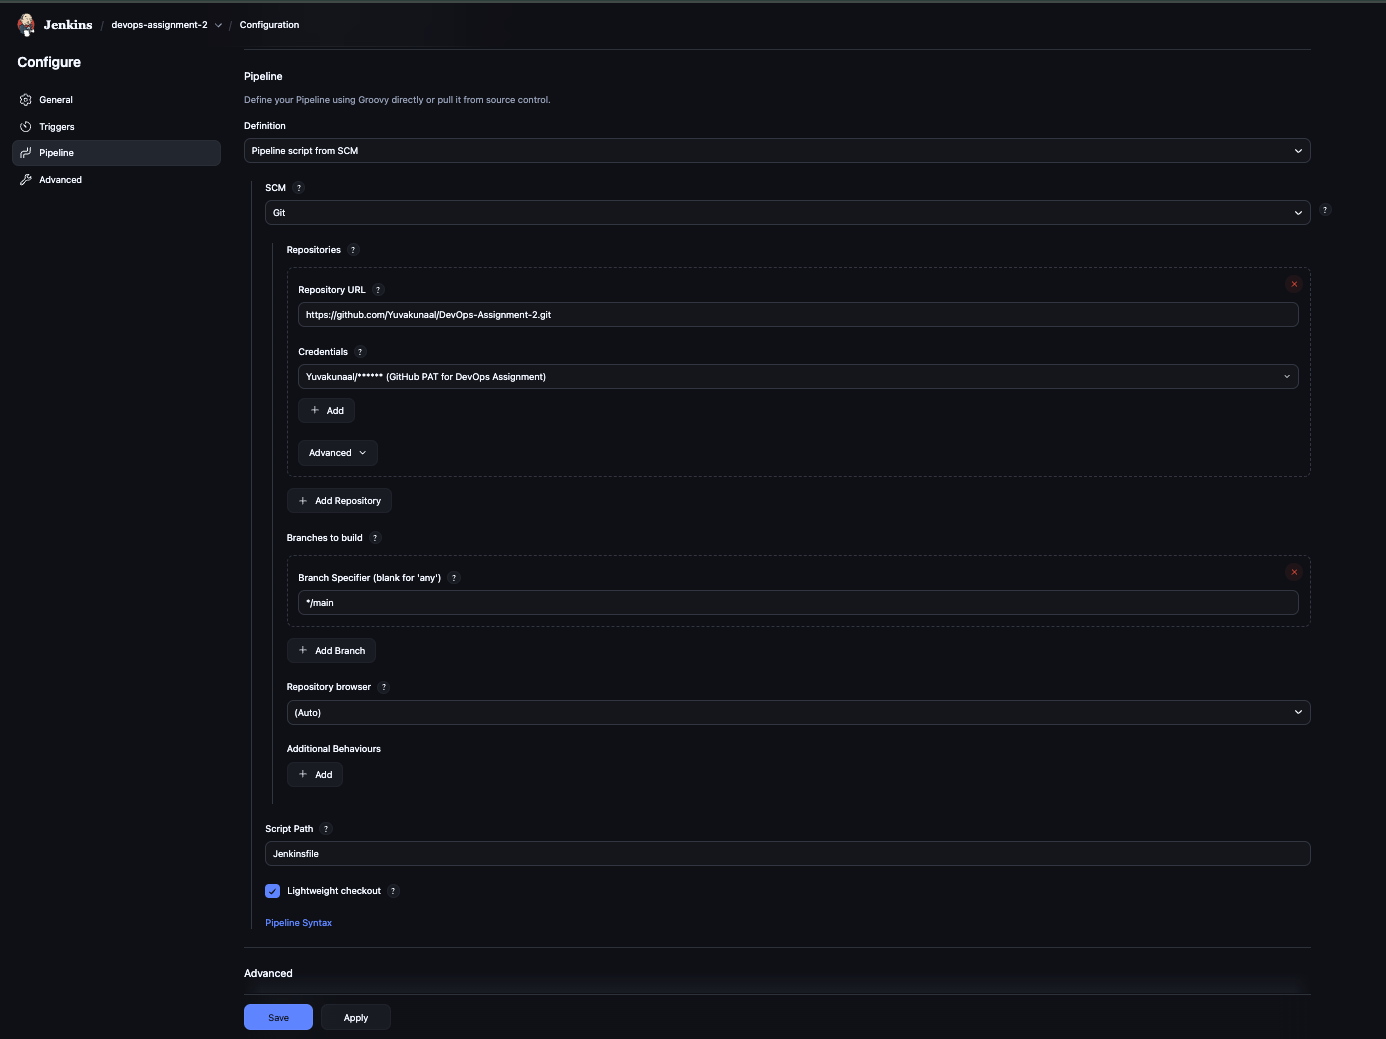 Jenkins / devops-assignment-2 / Configuration
Configure
General
Triggers
Pipeline
Advanced
Pipeline
Define your Pipeline using Groovy directly or pull it from source control.
Definition
Pipeline script from SCM
SCM ?
Git
?
Repositories ?
Repository URL ?
https://github.com/Yuvakunaal/DevOps-Assignment-2.git
Credentials ?
Yuvakunaal/****** (GitHub PAT for DevOps Assignment)
+ Add
Advanced
+ Add Repository
Branches to build ?
Branch Specifier (blank for 'any') ?
*/main
+ Add Branch
Repository browser ?
(Auto)
Additional Behaviours
+ Add
Script Path ?
Jenkinsfile
Lightweight checkout ?
Pipeline Syntax
Advanced
Save
Apply